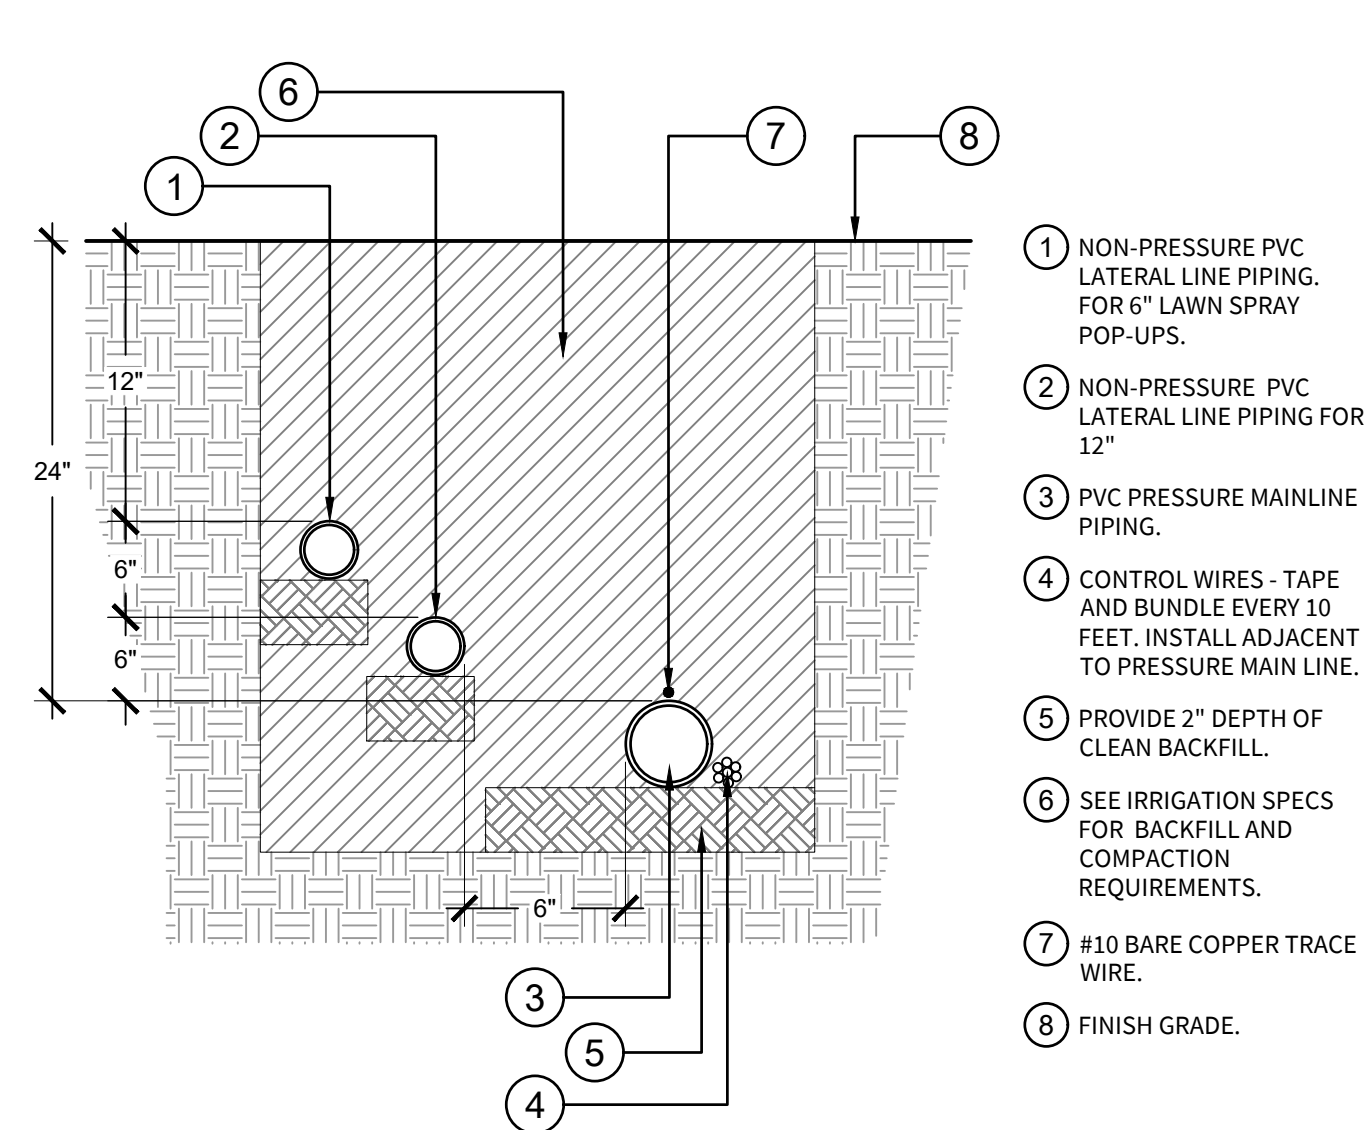 6
2
7
8
1
12"
24"
6"
6"
6"
3
5
4
1 NON-PRESSURE PVC
LATERAL LINE PIPING.
FOR 6" LAWN SPRAY
POP-UPS.
2 NON-PRESSURE PVC
LATERAL LINE PIPING FOR
12"
3 PVC PRESSURE MAINLINE
PIPING.
4 CONTROL WIRES - TAPE
AND BUNDLE EVERY 10
FEET. INSTALL ADJACENT
TO PRESSURE MAIN LINE.
5 PROVIDE 2" DEPTH OF
CLEAN BACKFILL.
6 SEE IRRIGATION SPECS
FOR BACKFILL AND
COMPACTION
REQUIREMENTS.
7 #10 BARE COPPER TRACE
WIRE.
8 FINISH GRADE.